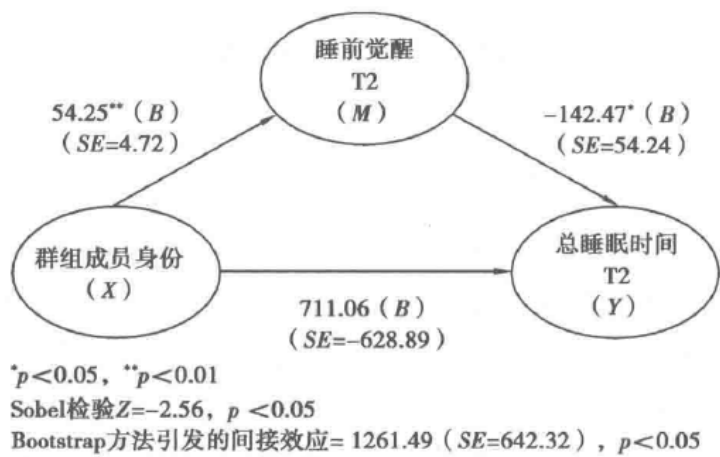 睡前觉醒
T2
（M）
54.25**（B）
（SE=4.72）
-142.47*（B）
（SE=54.24）
群组成员身份
（X）
总睡眠时间
T2
（Y）
711.06（B）
（SE=-628.89）
*p<0.05，**p<0.01
Sobel检验Z=-2.56，p <0.05
Bootstrap方法引发的间接效应= 1261.49（SE=642.32），p<0.05